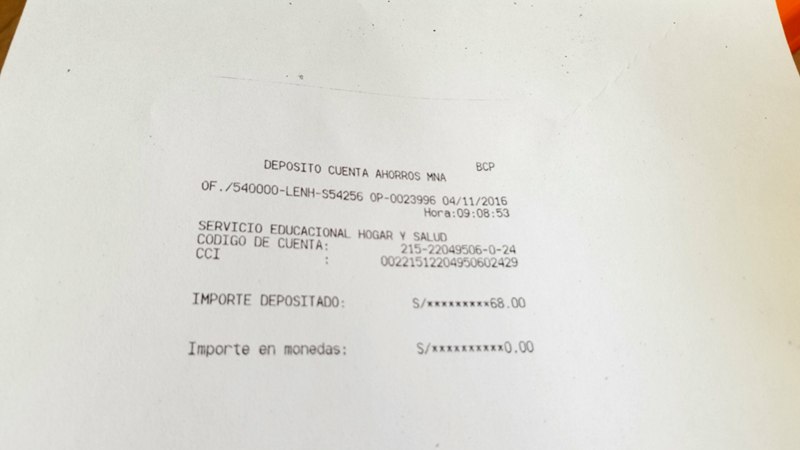 DEPOSITO CUENTA AHORROS MNA BCP
OF./540000-LENH-S54256 OP-0023996 04/11/2016
Hora:09:08:53
SERVICIO EDUCACIONAL HOGAR Y SALUD
CODIGO DE CUENTA: 215-22049506-0-24
CCI : 00221512204950602429
IMPORTE DEPOSITADO: S/*********68.00
Importe en monedas: S/**********0.00